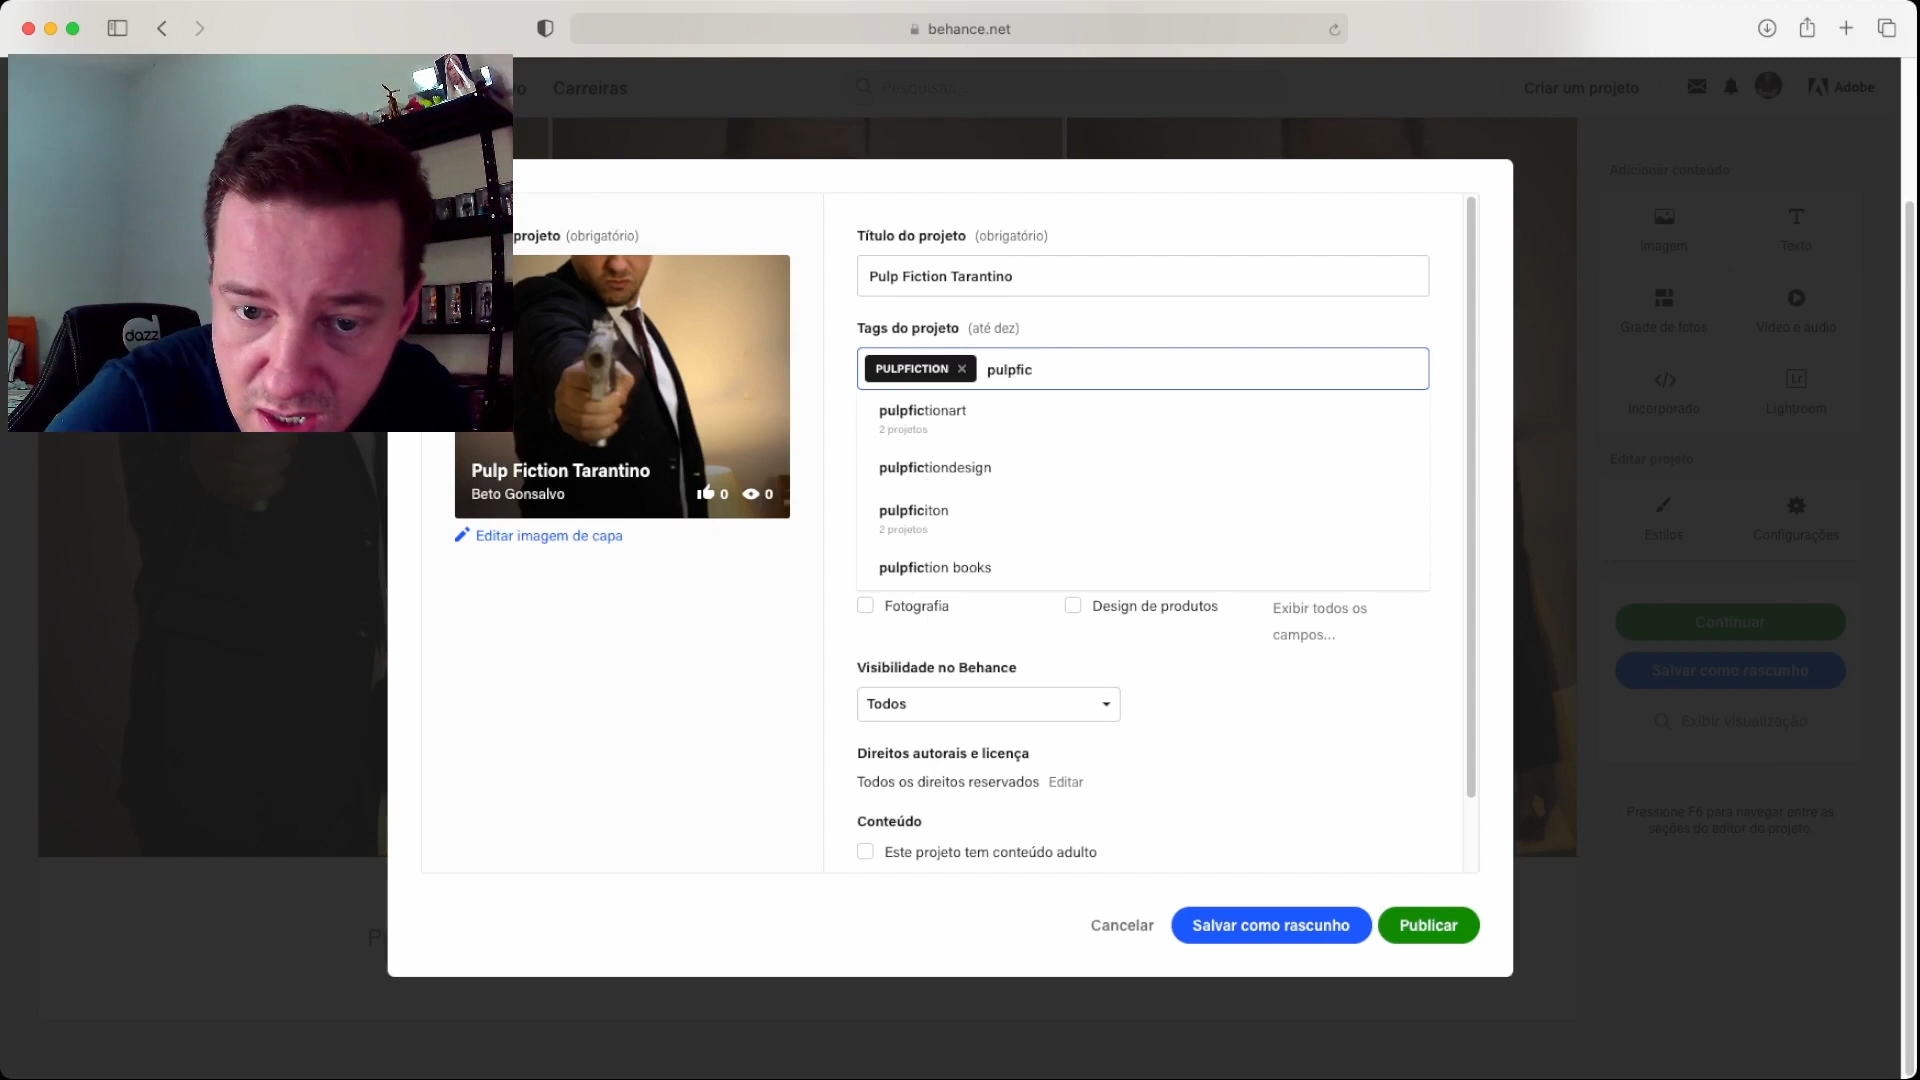 behance.net
dazz
o
Carreiras
Pesquisar...
Criar um projeto
Adobe
projeto (obrigatório)
Pulp Fiction Tarantino
Beto Gonsalvo
0
0
Editar imagem de capa
Título do projeto (obrigatório)
Pulp Fiction Tarantino
Tags do projeto (até dez)
PULPFICTION
pulpfic
pulpfictionart
2 projetos
pulpfictiondesign
pulpficiton
2 projetos
pulpfiction books
Fotografia
Design de produtos
Exibir todos os
campos...
Visibilidade no Behance
Todos
Direitos autorais e licença
Todos os direitos reservados Editar
Conteúdo
Este projeto tem conteúdo adulto
Cancelar
Salvar como rascunho
Publicar
Adicionar conteúdo
Imagem
Texto
Grade de fotos
Vídeo e áudio
Incorporado
Lr
Lightroom
Editar projeto
Estilos
Configurações
Continuar
Salvar como rascunho
Exibir visualização
Pressione F6 para navegar entre as
seções do editor do projeto.